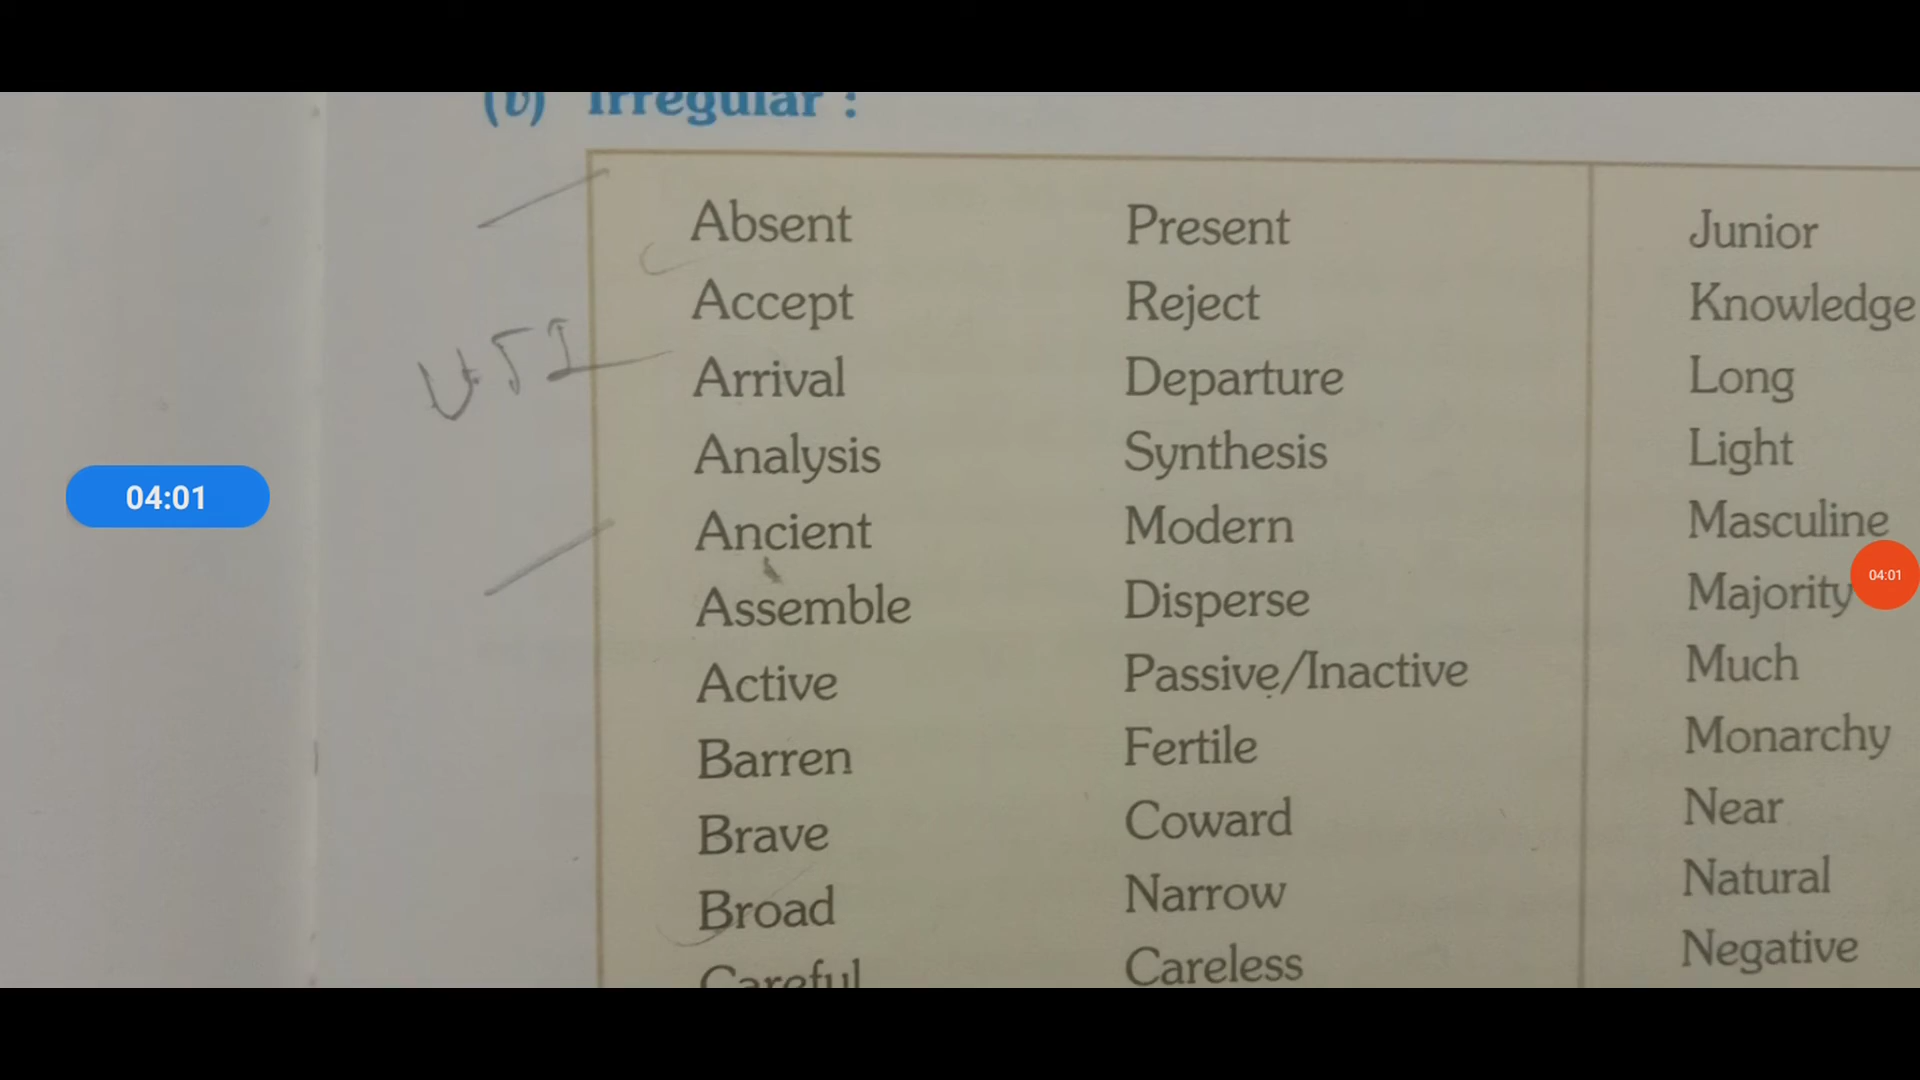 (b) Irregular :
Absent Present Junior
Accept Reject Knowledge
Arrival Departure Long
Analysis Synthesis Light
04:01
Ancient Modern Masculine
04:01
Assemble Disperse Majority
Active Passive/Inactive Much
Barren Fertile Monarchy
Brave Coward Near
Broad Narrow Natural
Careful Careless Negative